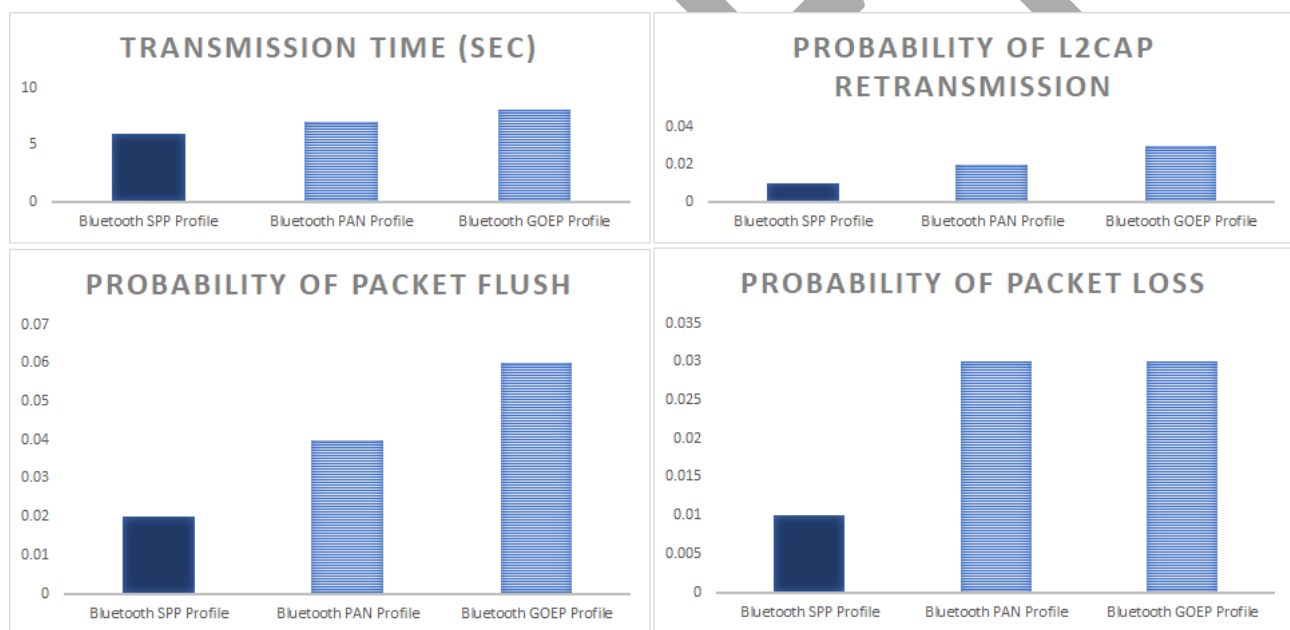 TRANSMISSION TIME (SEC)
10
5
0
Bluetooth SPP Profile
Bluetooth PAN Profile
Bluetooth GOEP Profile
PROBABILITY OF L2CAP
RETRANSMISSION
0.04
0.02
0
Bluetooth SPP Profile
Bluetooth PAN Profile
Bluetooth GOEP Profile
PROBABILITY OF PACKET FLUSH
0.07
0.06
0.05
0.04
0.03
0.02
0.01
0
Bluetooth SPP Profile
Bluetooth PAN Profile
Bluetooth GOEP Profile
PROBABILITY OF PACKET LOSS
0.035
0.03
0.025
0.02
0.015
0.01
0.005
0
Bluetooth SPP Profile
Bluetooth PAN Profile
Bluetooth GOEP Profile